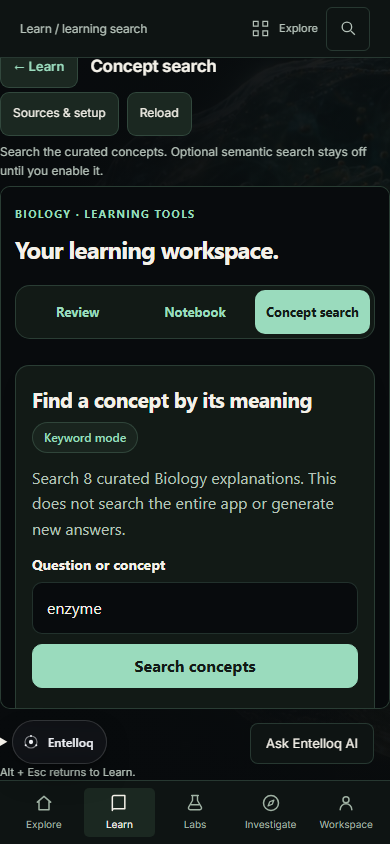 Learn / learning search
Explore
← Learn
Concept search
Sources & setup
Reload
Search the curated concepts. Optional semantic search stays off
until you enable it.
BIOLOGY · LEARNING TOOLS
Your learning workspace.
Review
Notebook
Concept search
Find a concept by its meaning
Keyword mode
Search 8 curated Biology explanations. This
does not search the entire app or generate
new answers.
Question or concept
enzyme
Search concepts
Entelloq
Ask Entelloq AI
Alt + Esc returns to Learn.
Explore
Learn
Labs
Investigate
Workspace